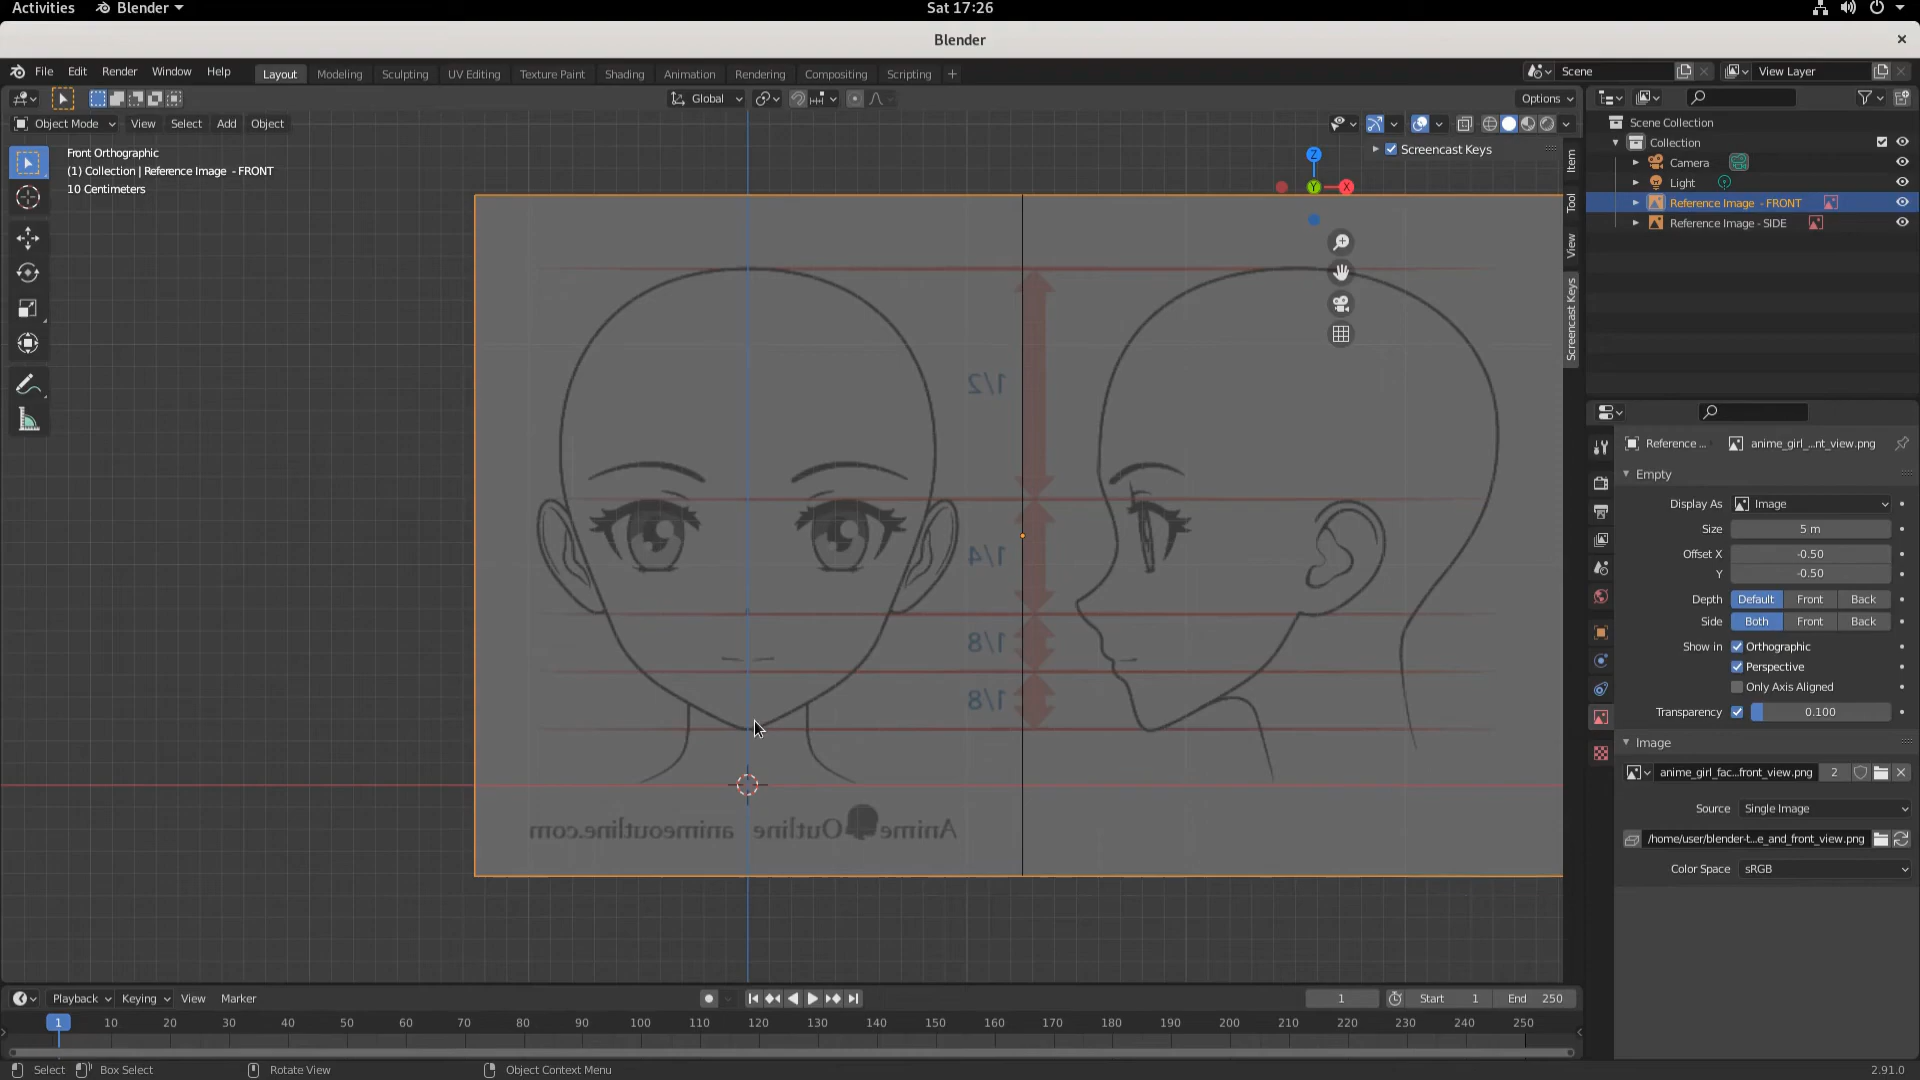 Activities
Blender
Sat 17:26
Blender
File Edit Render Window Help
Layout Modeling Sculpting UV Editing Texture Paint Shading Animation Rendering Compositing Scripting +
Scene
View Layer
Global
Options
Object Mode View Select Add Object
Front Orthographic
(1) Collection | Reference Image - FRONT
10 Centimeters
Screencast Keys
Z
Y
X
Item
Tool
View
Screencast Keys
1/2
1/4
1/8
1/8
Anime Outline animeoutline.com
Scene Collection
Collection
Camera
Light
Reference Image - FRONT
Reference Image - SIDE
Reference ...
anime_girl_...nt_view.png
Empty
Display As Image
Size 5 m
Offset X -0.50
Y -0.50
Depth Default Front Back
Side Both Front Back
Show in Orthographic
Perspective
Only Axis Aligned
Transparency 0.100
Image
anime_girl_fac...front_view.png 2
Source Single Image
/home/user/blender-t...e_and_front_view.png
Color Space sRGB
Playback Keying View Marker
1 Start 1 End 250
1 10 20 30 40 50 60 70 80 90 100 110 120 130 140 150 160 170 180 190 200 210 220 230 240 250
Select Box Select Rotate View Object Context Menu 2.91.0